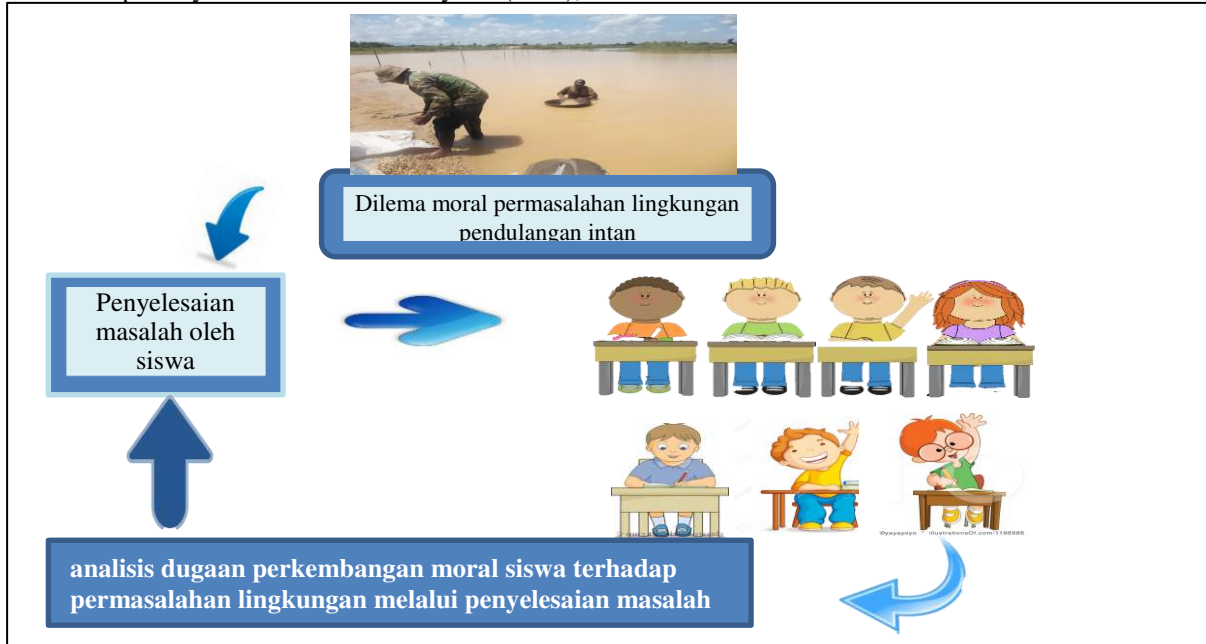 Dilema moral permasalahan lingkungan
pendulangan intan
Penyelesaian
masalah oleh
siswa
analisis dugaan perkembangan moral siswa terhadap
permasalahan lingkungan melalui penyelesaian masalah